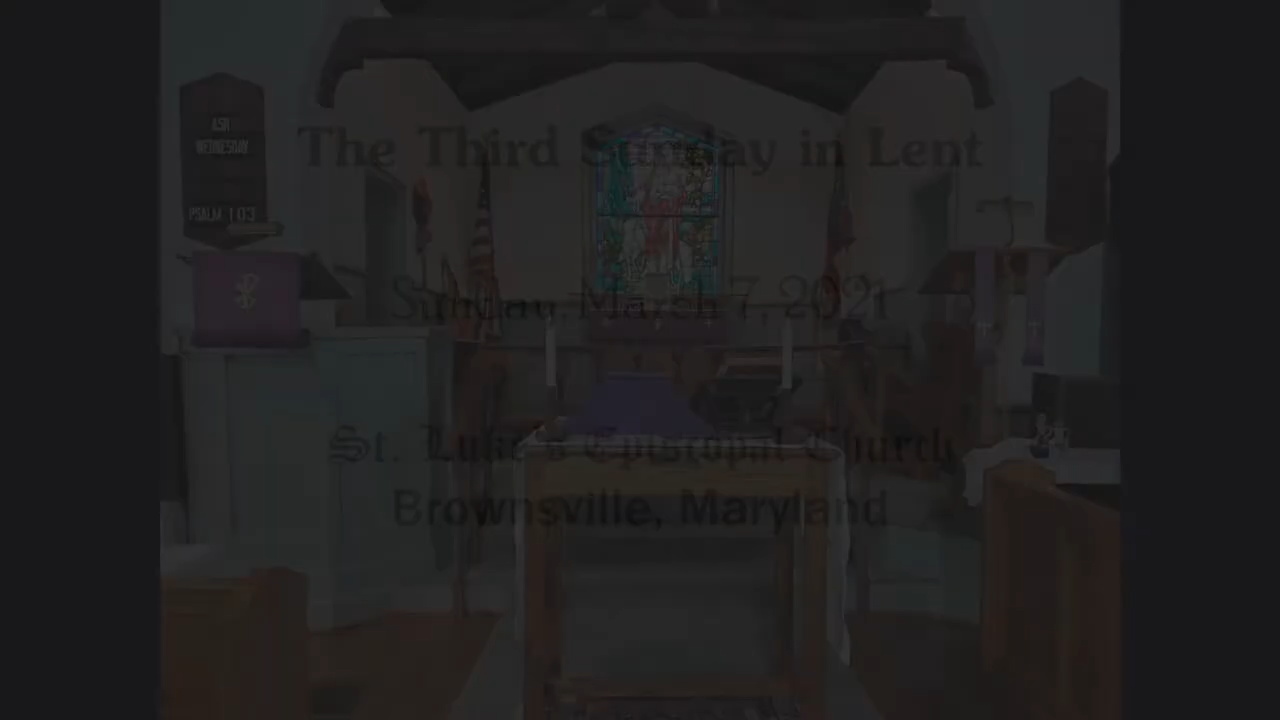 ASH
WEDNESDAY
PSALM 103
The Third Sunday in Lent
Sunday, March 7, 2021
St. Luke's Episcopal Church
Brownsville, Maryland